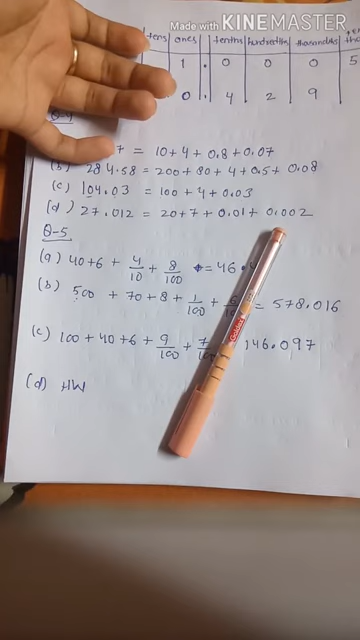 Made with KINEMASTER
tens ones . tenths hundredths thousandths
1 . 0 0 0 5
0 . 4 2 9
7 = 10+4+0.8+0.07
(b) 284.58 = 200+80+4+0.5+0.08
(c) 104.03 = 100+4+0.03
(d) 27.012 = 20+7+0.01+0.002
Q-5
(a) 40+6+ 4/10 + 8/100 = 46.
(b) 500 + 70+8+ 1/100 + = 578.016
(c) 100+40+6+ 9/100 + 146.097
(d) HW